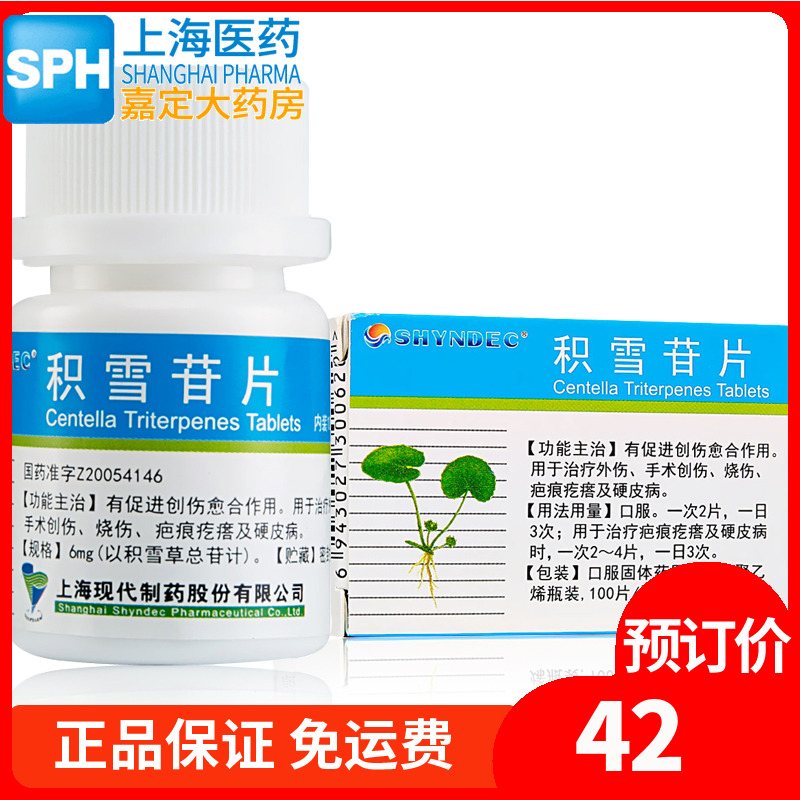 SPH
上海医药
SHANGHAI PHARMA
嘉定大药房
DEC®
积雪苷片
Centella Triterpenes Tablets
内装
国药准字Z20054146
【功能主治】有促进创伤愈合作用。用于治疗
手术创伤、烧伤、疤痕疙瘩及硬皮病。
【规格】6mg(以积雪草总苷计)。【贮藏】密
上海现代制药股份有限公司
Shanghai Shyndec Pharmaceutical Co.,Ltd.
6 943027 300622
SHYNDEC®
积雪苷片
Centella Triterpenes Tablets
【功能主治】有促进创伤愈合作用。
用于治疗外伤、手术创伤、烧伤、
疤痕疙瘩及硬皮病。
【用法用量】口服。一次2片，一日
3次；用于治疗疤痕疙瘩及硬皮病
时，一次2～4片，一日3次。
【包装】口服固体药 聚乙
烯瓶装,100片/
预订价
42
正品保证 免运费